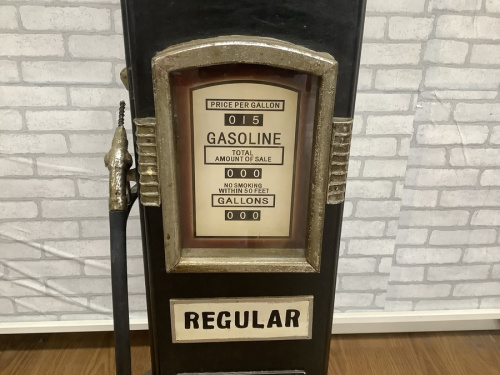 PRICE PER GALLON
015
GASOLINE
TOTAL
AMOUNT OF SALE
000
NO SMOKING
WITHIN 50 FEET
GALLONS
000
REGULAR